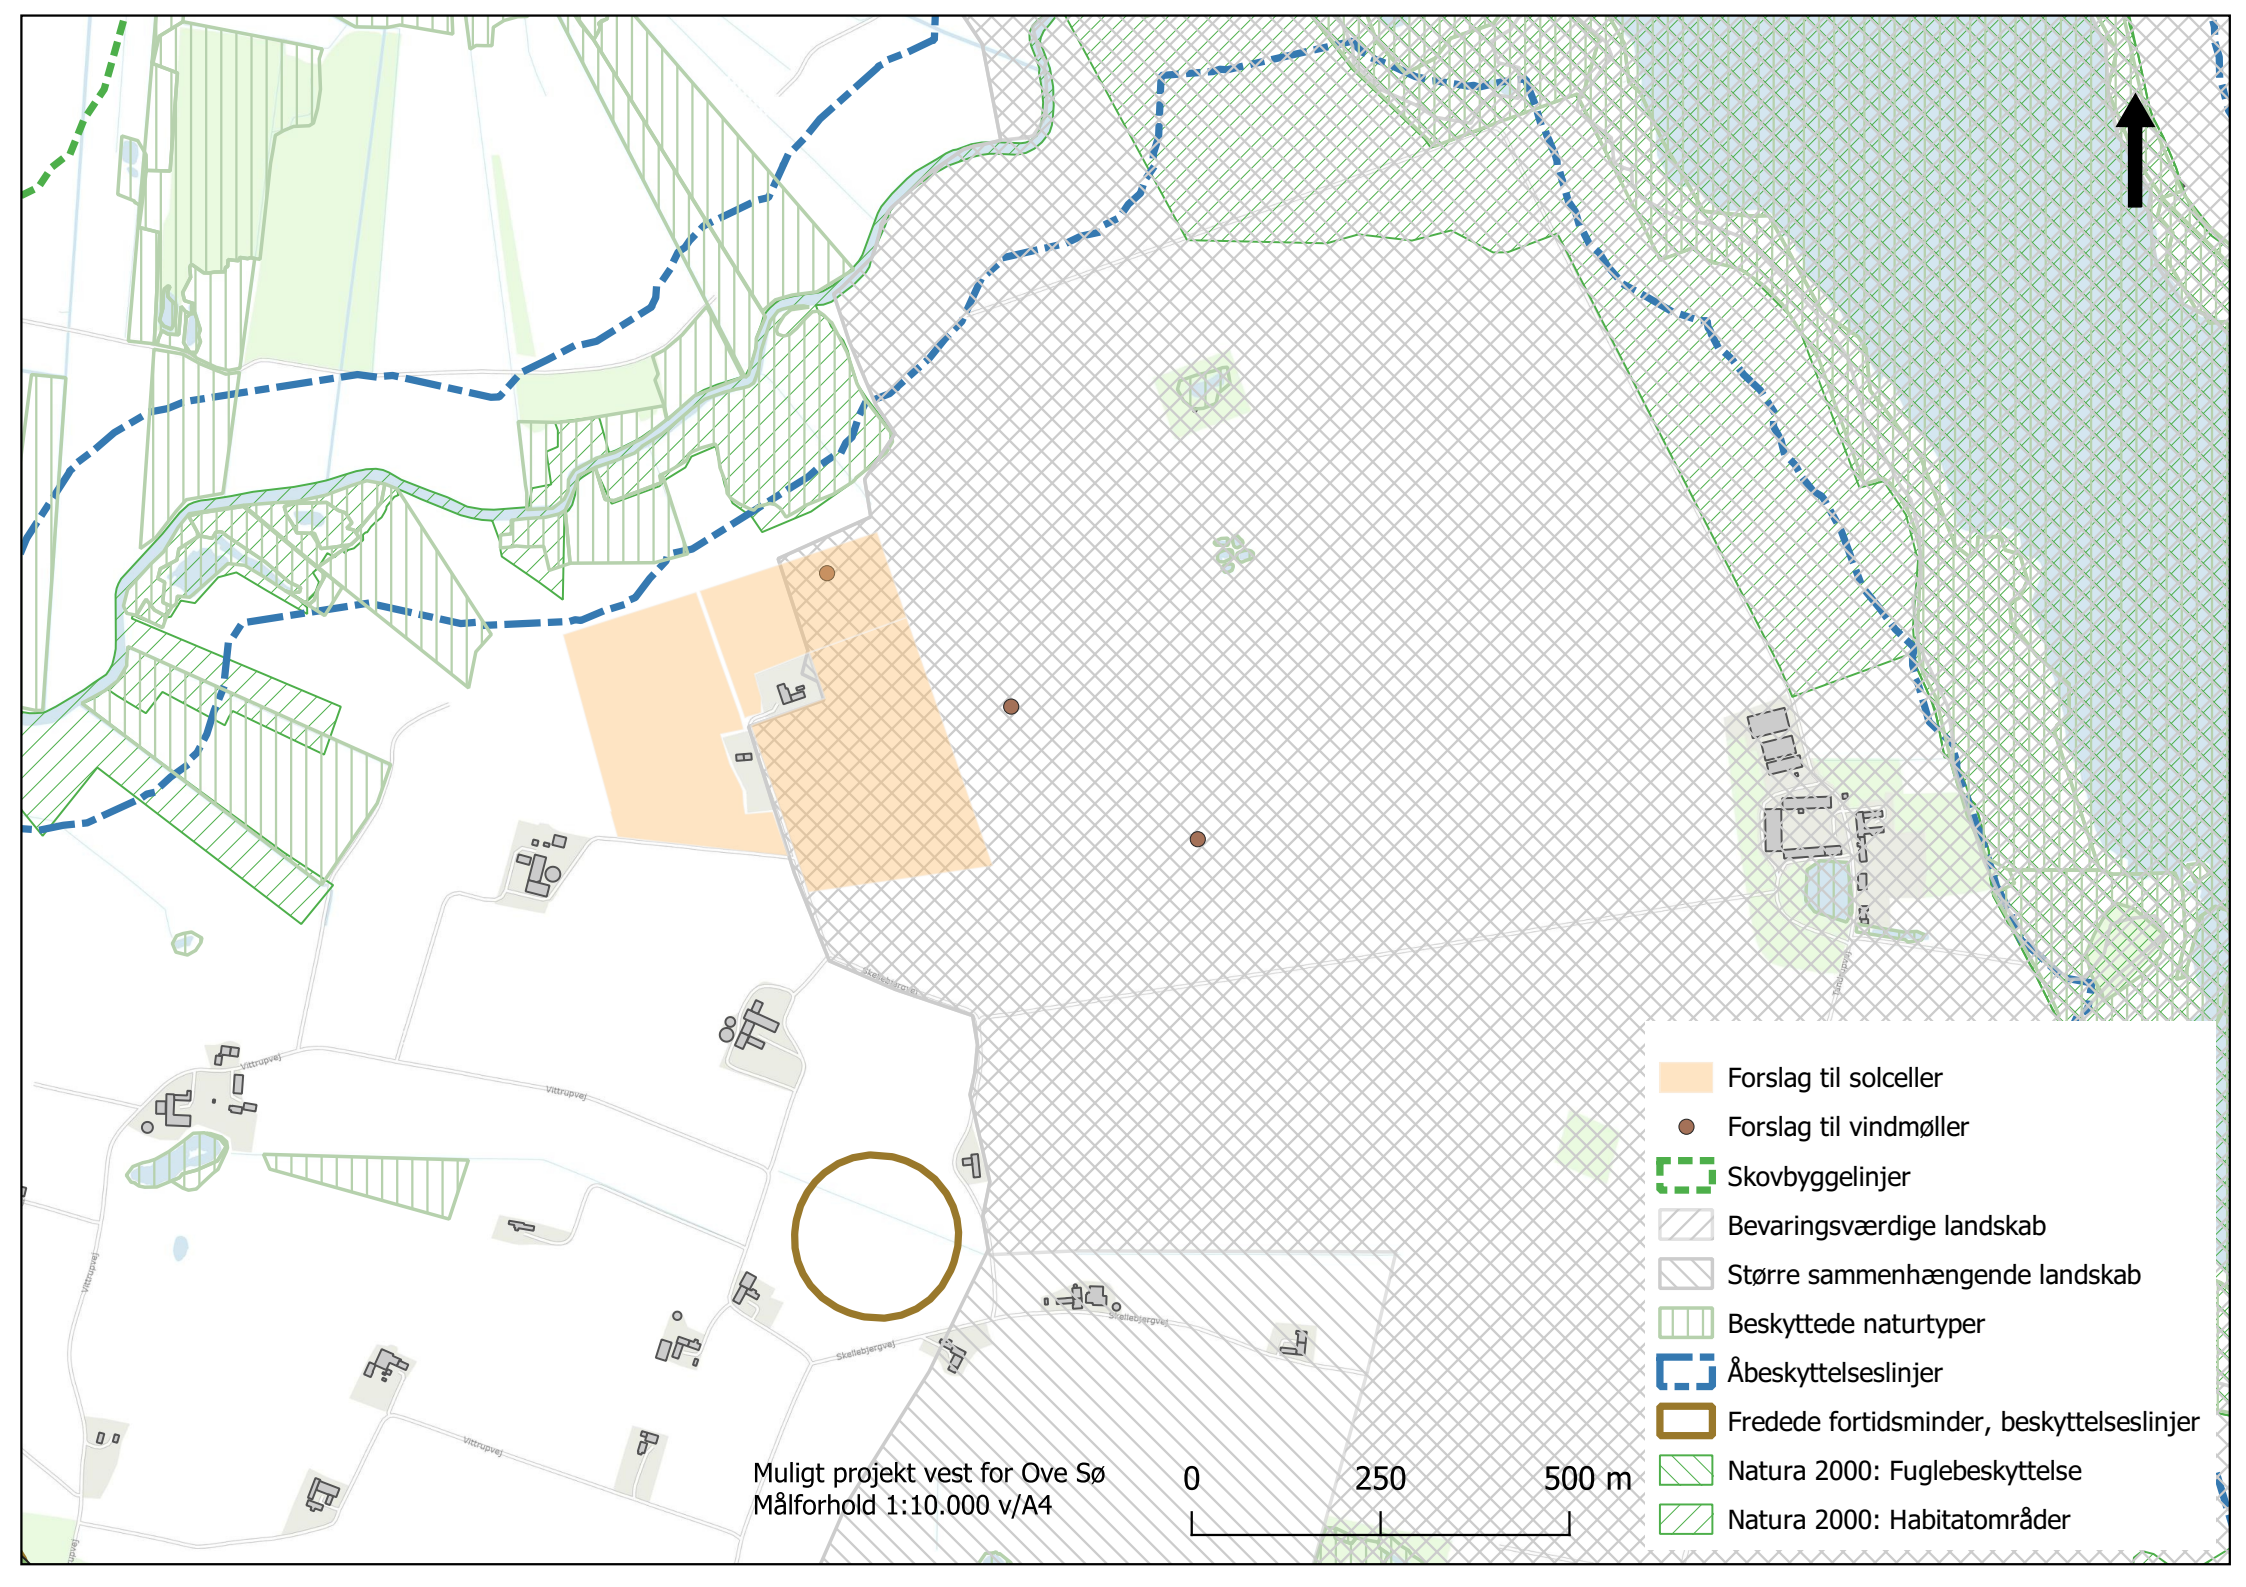 Skellebjergvej
Tandrupvej
Vittrupvej
Vittrupvej
Vittrupvej
Skellebjergvej
Skellebjergvej
Vittrupvej
Muligt projekt vest for Ove Sø
Målforhold 1:10.000 v/A4
0 250 500 m
Forslag til solceller
Forslag til vindmøller
Skovbyggelinjer
Bevaringsværdige landskab
Større sammenhængende landskab
Beskyttede naturtyper
Åbeskyttelseslinjer
Fredede fortidsminder, beskyttelseslinjer
Natura 2000: Fuglebeskyttelse
Natura 2000: Habitatområder